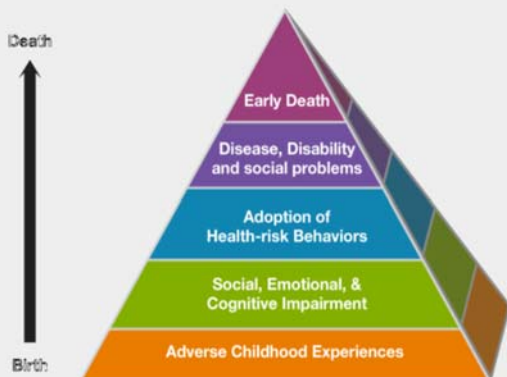 Death
Early Death
Disease, Disability
and social problems
Adoption of
Health-risk Behaviors
Social, Emotional, &
Cognitive Impairment
Adverse Childhood Experiences
Birth